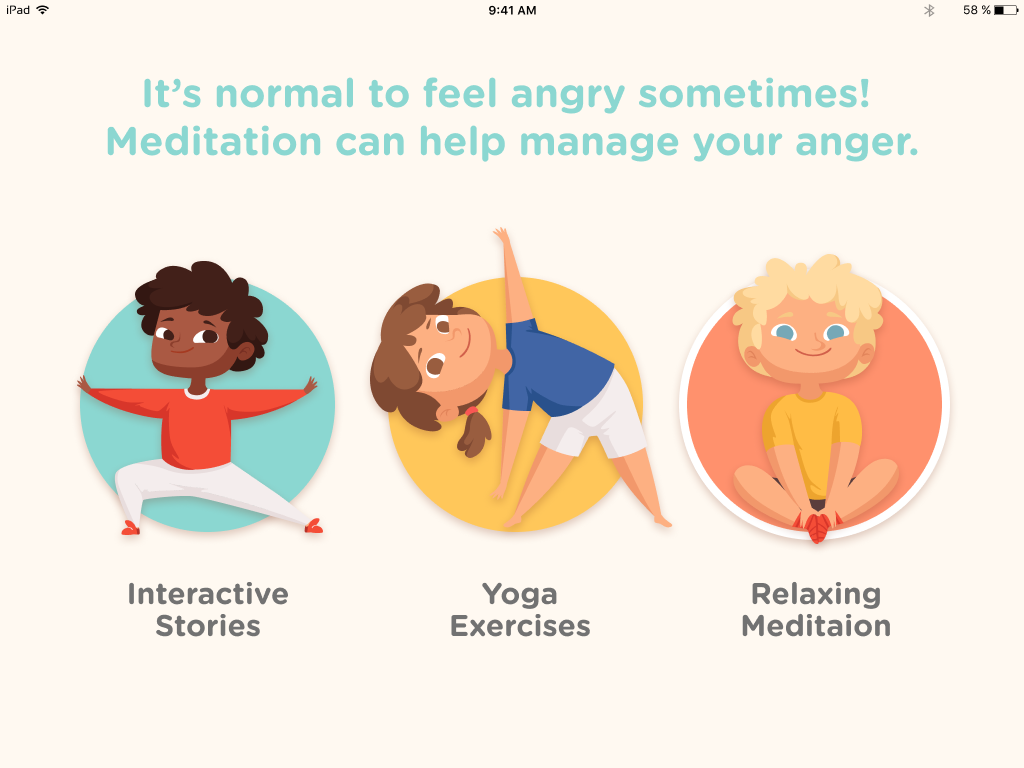 iPad 9:41 AM 58 %
It’s normal to feel angry sometimes!
Meditation can help manage your anger.
Interactive
Stories
Yoga
Exercises
Relaxing
Meditaion